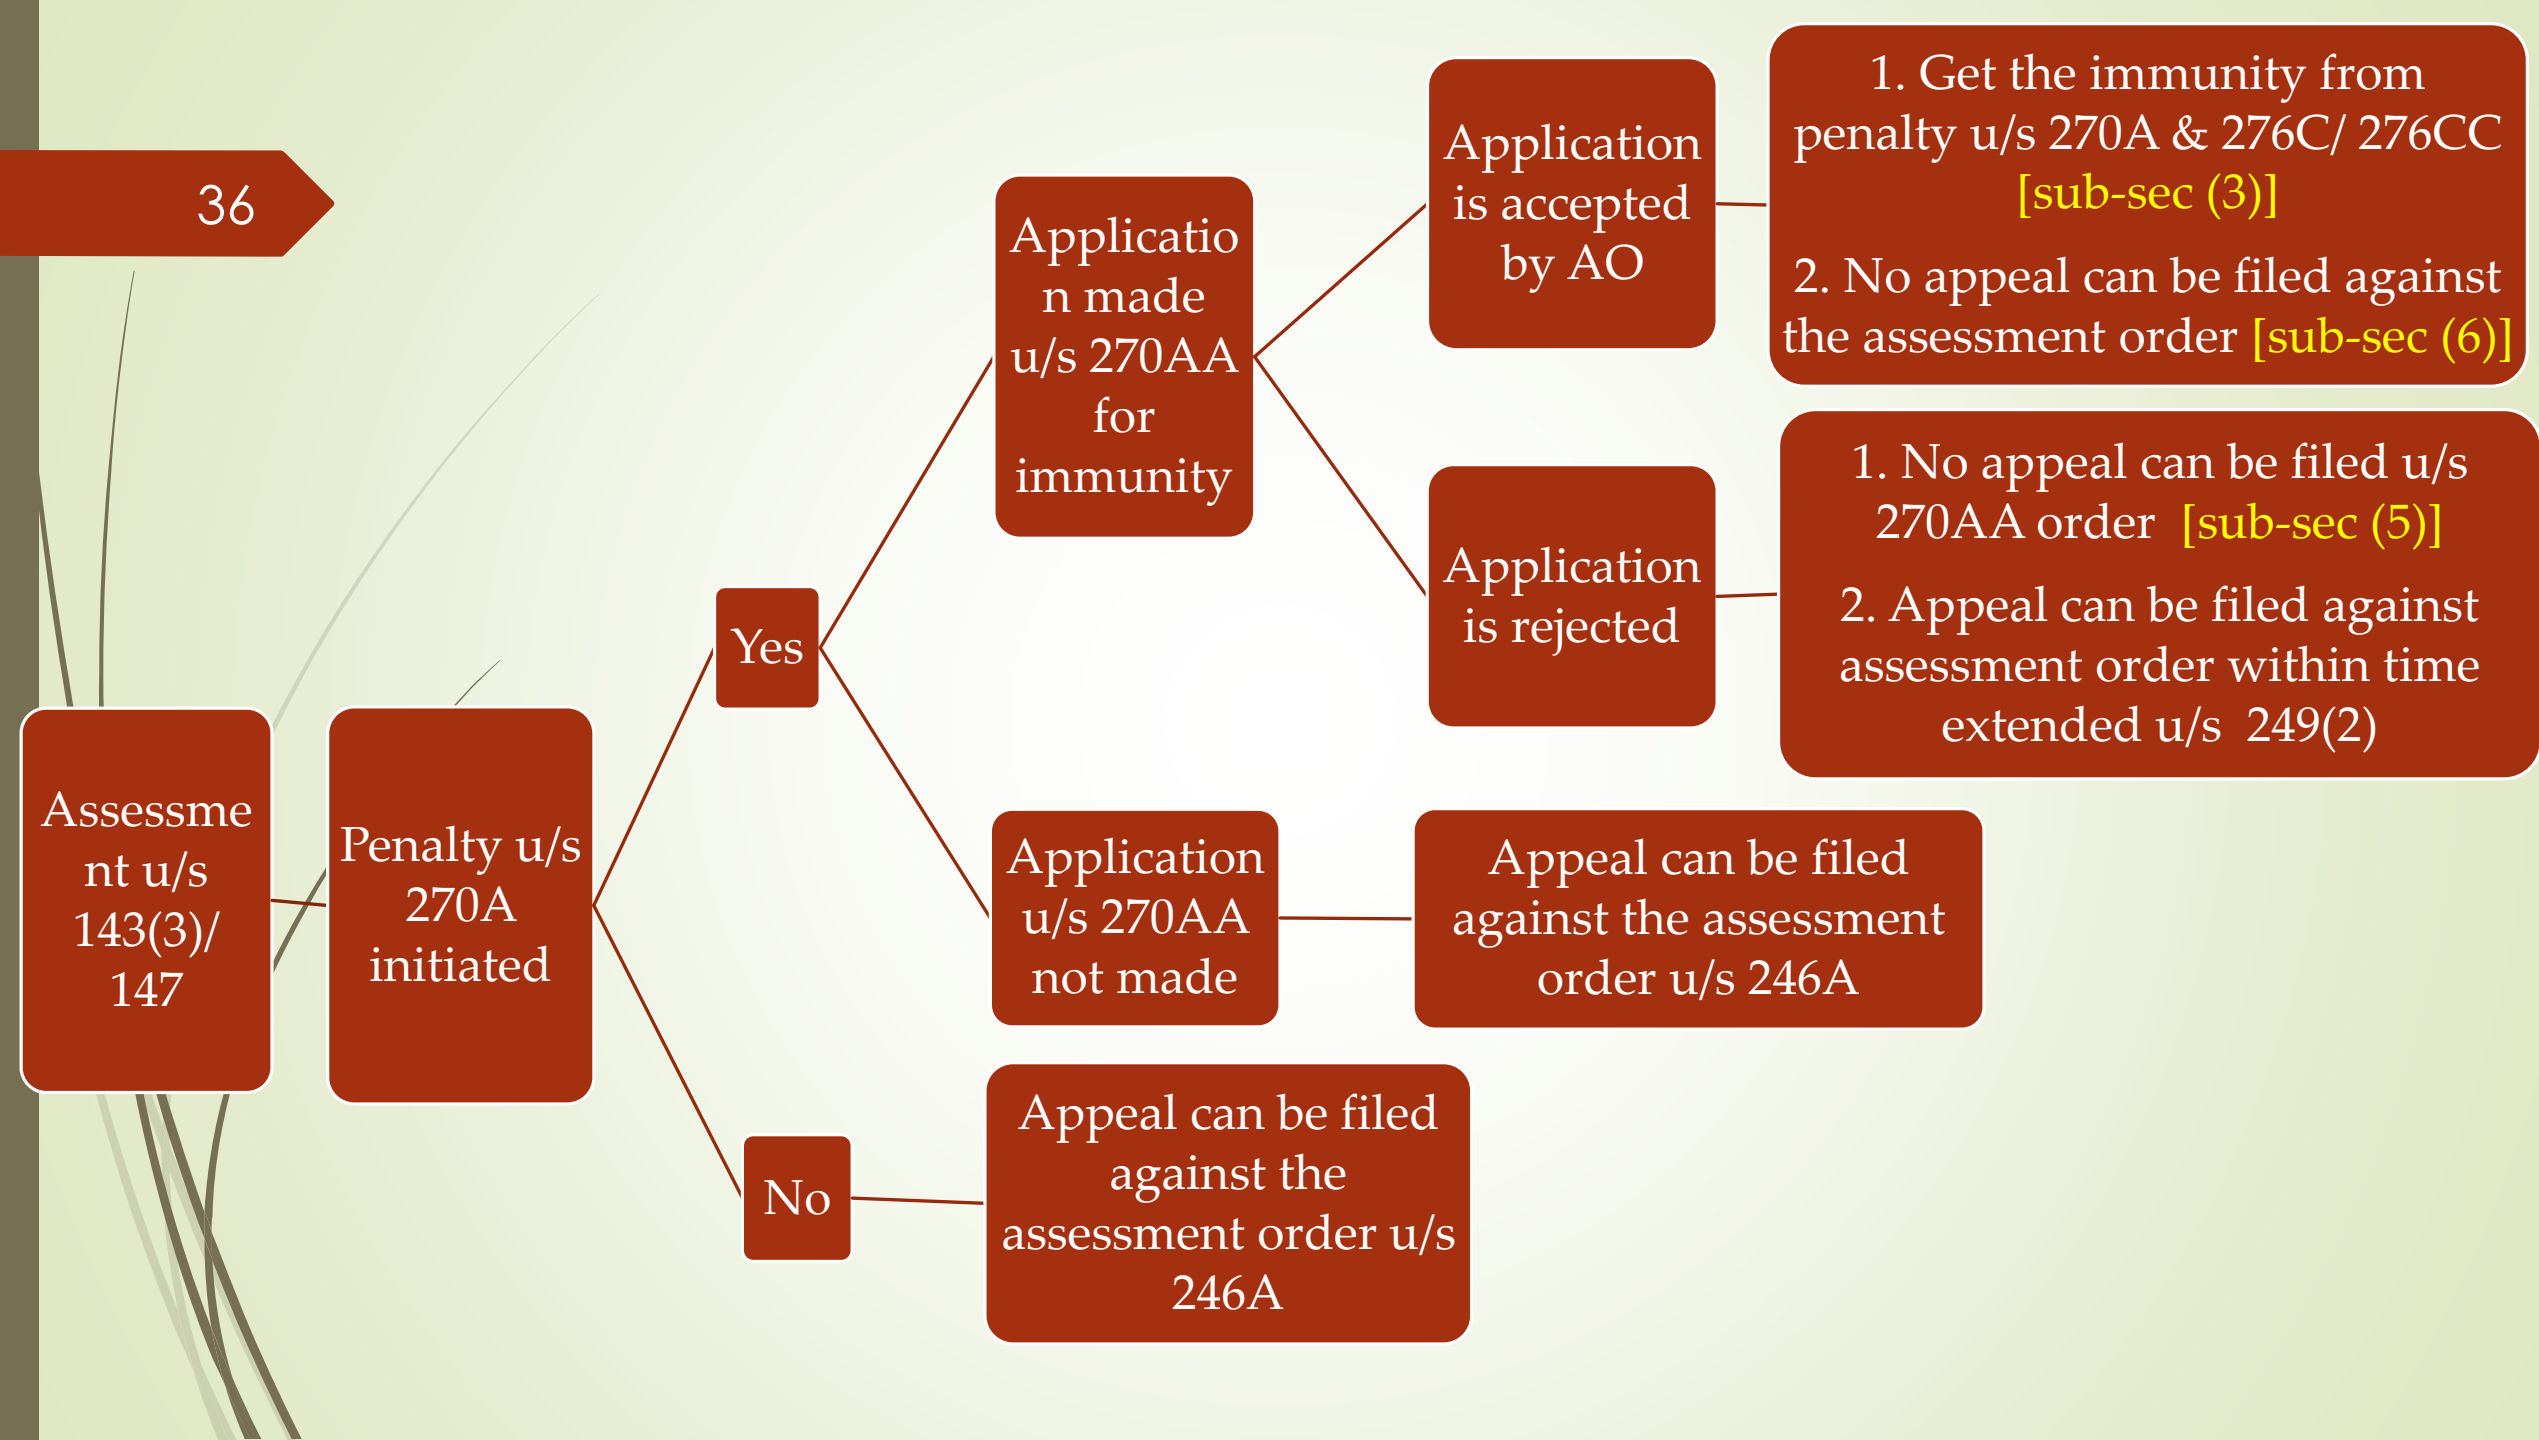 36
Assessme
nt u/s
143(3)/
147
Penalty u/s
270A
initiated
Yes
Applicatio
n made
u/s 270AA
for
immunity
Application
is accepted
by AO
1. Get the immunity from
penalty u/s 270A & 276C/ 276CC
[sub-sec (3)]
2. No appeal can be filed against
the assessment order [sub-sec (6)]
Application
is rejected
1. No appeal can be filed u/s
270AA order [sub-sec (5)]
2. Appeal can be filed against
assessment order within time
extended u/s 249(2)
Application
u/s 270AA
not made
Appeal can be filed
against the assessment
order u/s 246A
No
Appeal can be filed
against the
assessment order u/s
246A